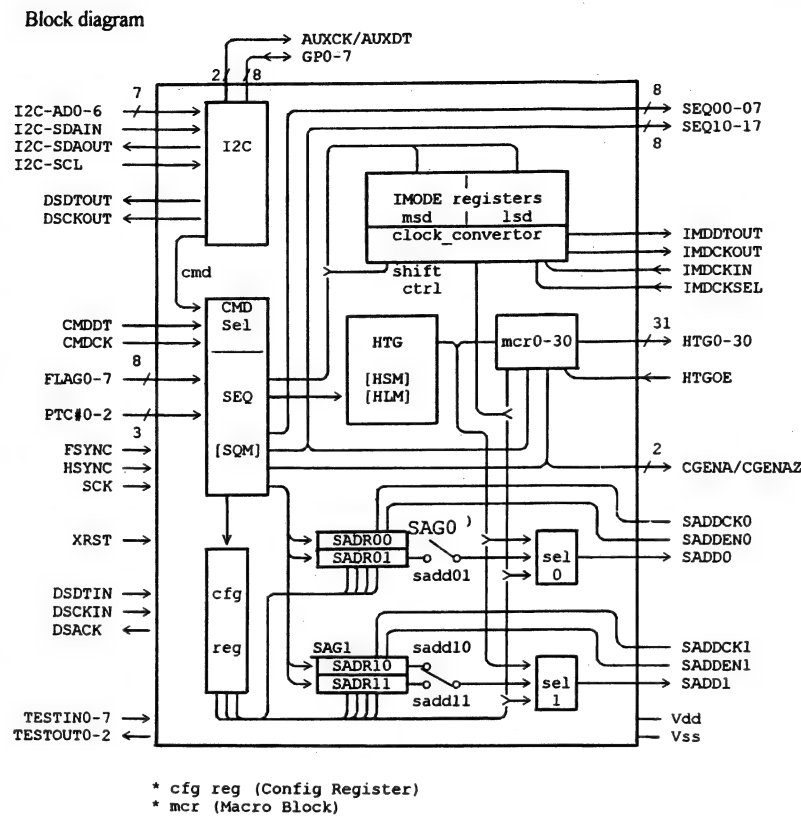 Block diagram
AUXCK/AUXDT
GP0-7
2
8
7
I2C-AD0-6
I2C-SDAIN
I2C-SDAOUT
I2C-SCL
DSDTOUT
DSCKOUT
I2C
8
SEQ00-07
SEQ10-17
8
IMODE registers
msd
lsd
clock_convertor
shift
ctrl
IMDDTOUT
IMDCKOUT
IMDCKIN
IMDCKSEL
cmd
CMDDT
CMDCK
8
FLAG0-7
PTC#0-2
3
FSYNC
HSYNC
SCK
CMD
Sel
SEQ
[SQM]
HTG
[HSM]
[HLM]
mcr0-30
31
HTG0-30
HTGOE
2
CGENA/CGENAZ
XRST
DSDTIN
DSCKIN
DSACK
cfg
reg
SADR00
SADR01
SAG0 )
sadd01
sel
0
SADDCK0
SADDEN0
SADD0
SAG1
SADR10
SADR11
sadd10
sadd11
sel
1
SADDCK1
SADDEN1
SADD1
TESTIN0-7
TESTOUT0-2
Vdd
Vss
* cfg reg (Config Register)
* mcr (Macro Block)